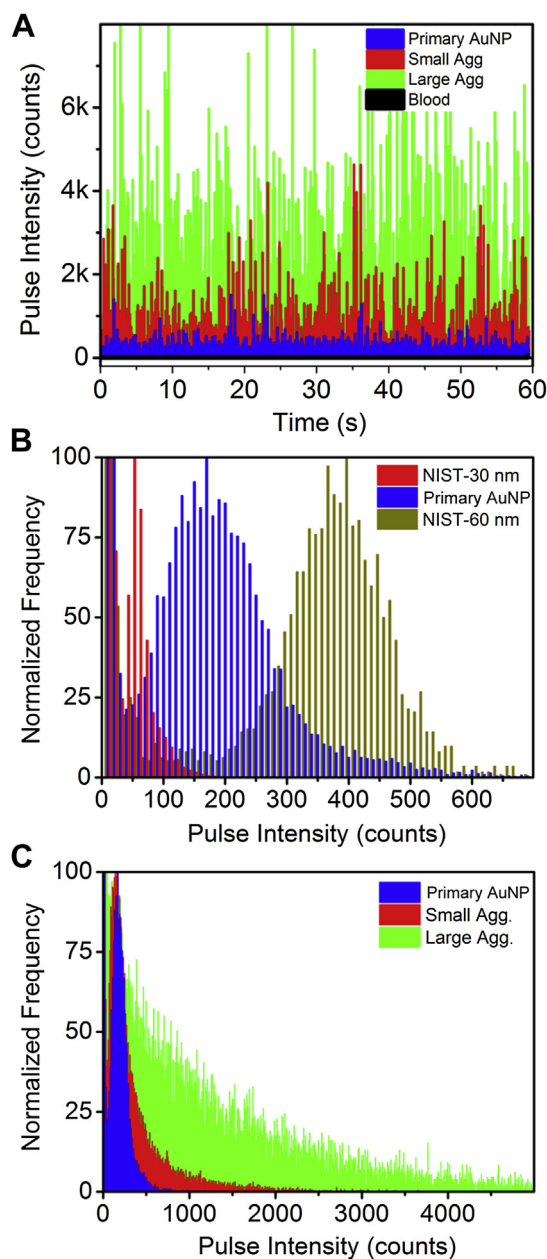 A
Primary AuNP
Small Agg
Large Agg
Blood
Pulse Intensity (counts)
6k
4k
2k
0
0 10 20 30 40 50 60
Time (s)
B
NIST-30 nm
Primary AuNP
NIST-60 nm
Normalized Frequency
100
75
50
25
0
0 100 200 300 400 500 600
Pulse Intensity (counts)
C
Primary AuNP
Small Agg.
Large Agg.
Normalized Frequency
100
75
50
25
0
0 1000 2000 3000 4000
Pulse Intensity (counts)